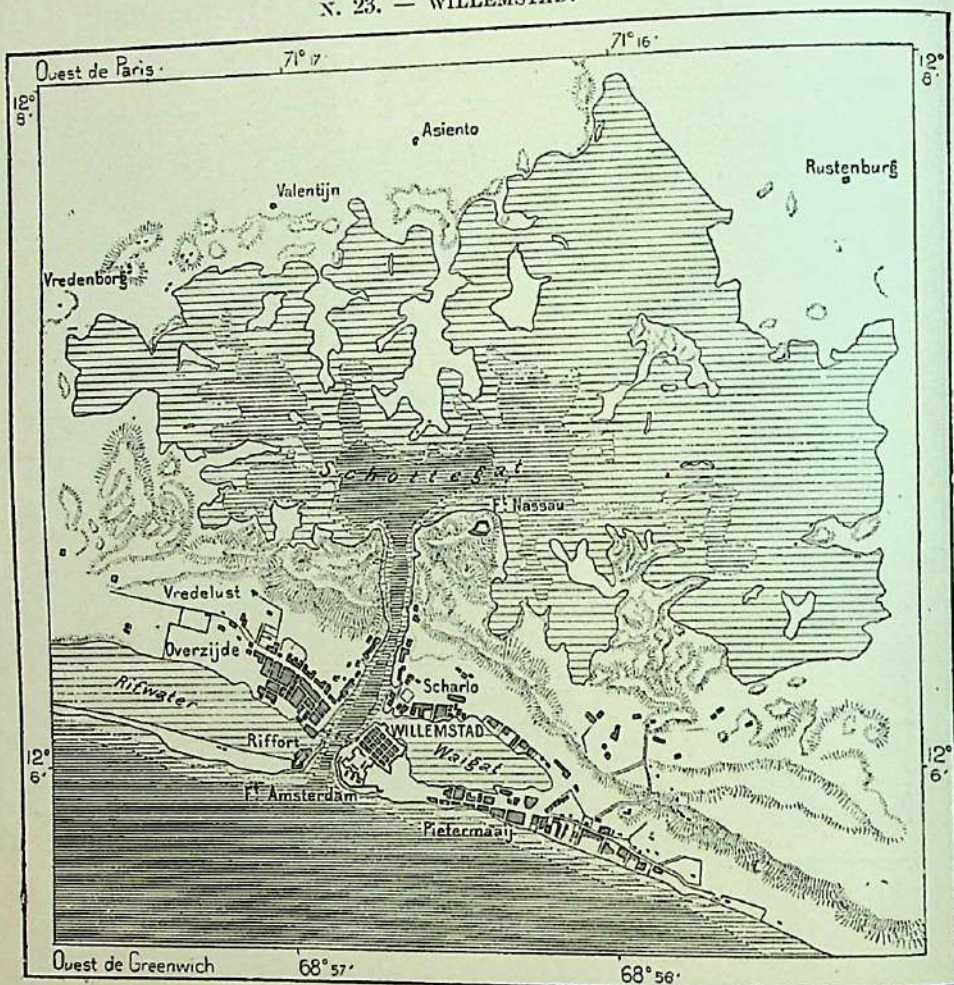 N. 23. — WILLEMSTAD.
Ouest de Paris.
71° 17'
71° 16'
12° 8'
12° 8'
Asiento
Rustenburg
Valentijn
Vredenborg
Schottegat
Ft. Nassau
Vredelust
Overzijde
Rifwater
Scharlo
Riffort
WILLEMSTAD
Waigat
12° 6'
12° 6'
Ft. Amsterdam
Pietermaaij
Ouest de Greenwich
68° 57'
68° 56'